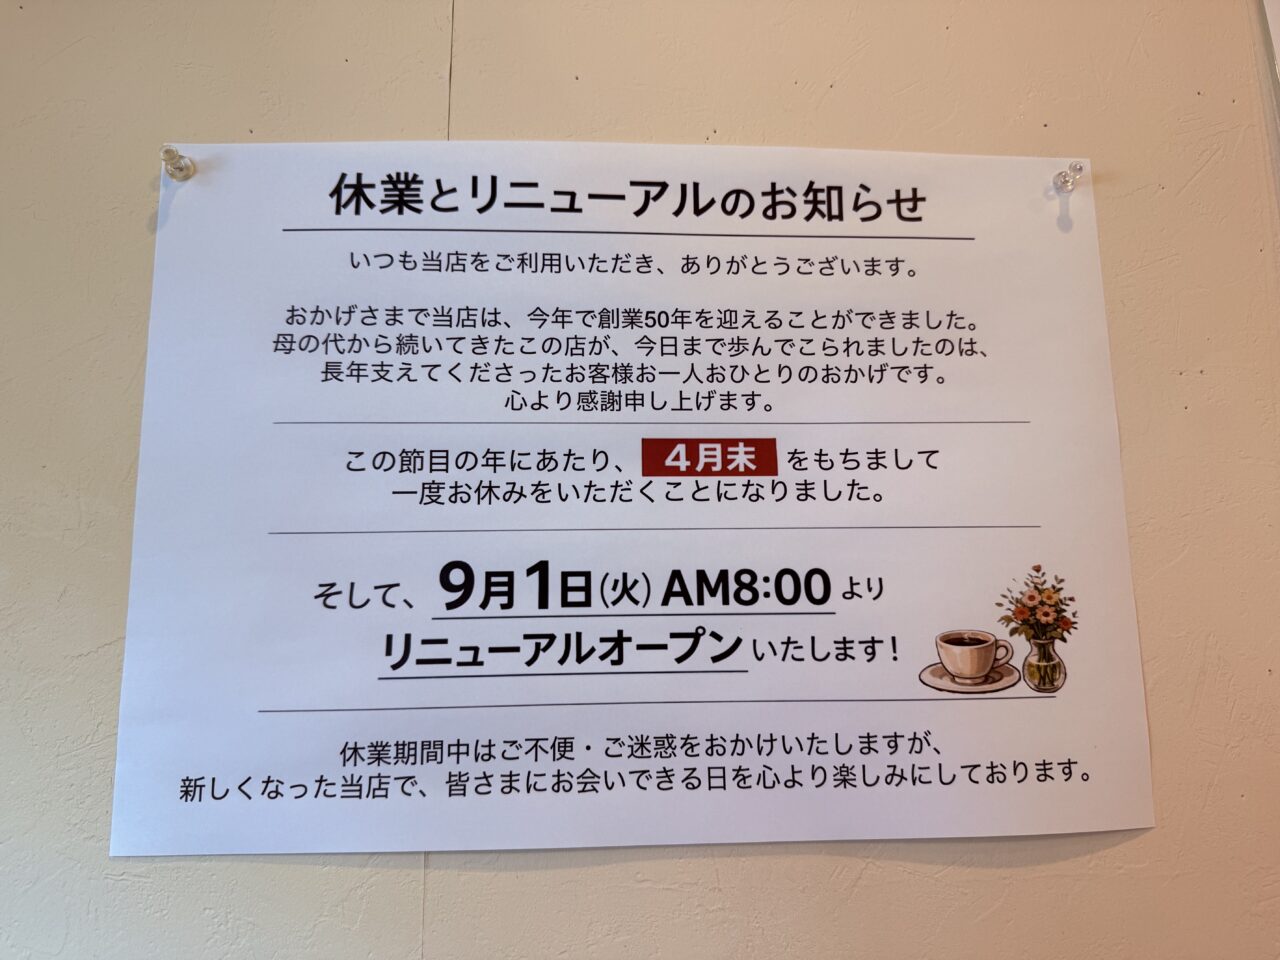 休業とリニューアルのお知らせ
いつも当店をご利用いただき、ありがとうございます。
おかげさまで当店は、今年で創業50年を迎えることができました。
母の代から続いてきたこの店が、今日まで歩んでこられましたのは、
長年支えてくださったお客様お一人おひとりのおかげです。
心より感謝申し上げます。
この節目の年にあたり、 4月末 をもちまして
一度お休みをいただくことになりました。
そして、9月1日(火) AM8:00 より
リニューアルオープンいたします!
休業期間中はご不便・ご迷惑をおかけいたしますが、
新しくなった当店で、皆さまにお会いできる日を心より楽しみにしております。